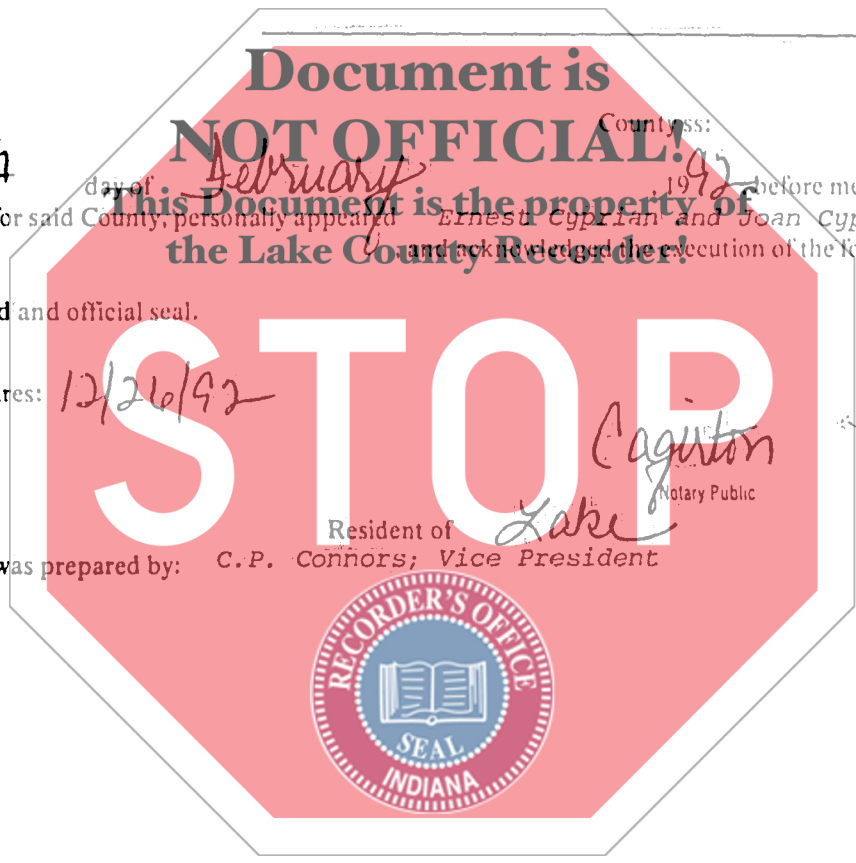 Document is
NOT OFFICIAL!
County ss:
day of February , 19 92 before me
This Document is the property of
or said County, personally appeared Ernest Cyprian and Joan Cyp
the Lake County Recorder!
and acknowledged the execution of the fo
d and official seal.
STOP
res: 12/26/92
Notary Public
Resident of Lake
was prepared by: C.P. Connors; Vice President
RECORDER'S OFFICE
SEAL
INDIANA